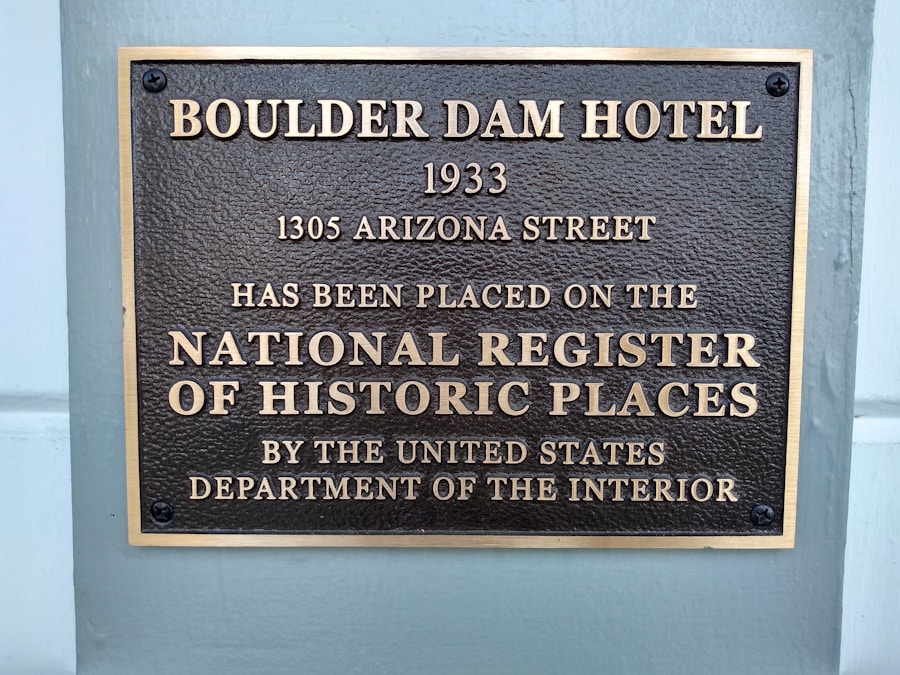 BOULDER DAM HOTEL
1933
1305 ARIZONA STREET
HAS BEEN PLACED ON THE
NATIONAL REGISTER
OF HISTORIC PLACES
BY THE UNITED STATES
DEPARTMENT OF THE INTERIOR